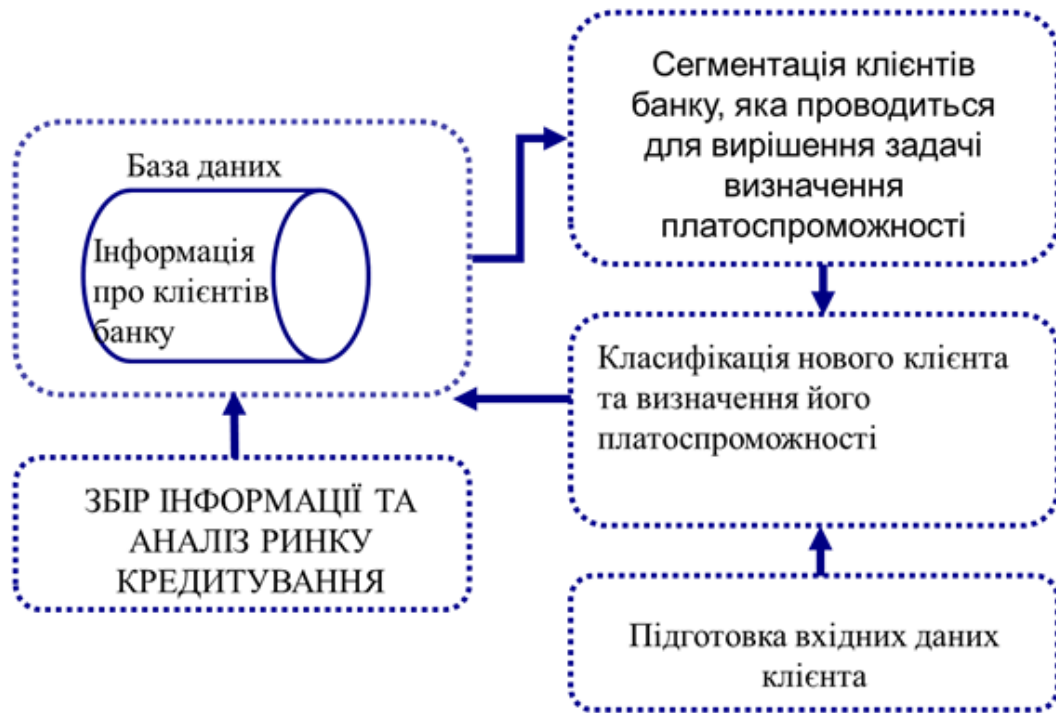 База даних
Інформація
про клієнтів
банку
ЗБІР ІНФОРМАЦІЇ ТА
АНАЛІЗ РИНКУ
КРЕДИТУВАННЯ
Сегментація клієнтів
банку, яка проводиться
для вирішення задачі
визначення
платоспроможності
Класифікація нового клієнта
та визначення його
платоспроможності
Підготовка вхідних даних
клієнта